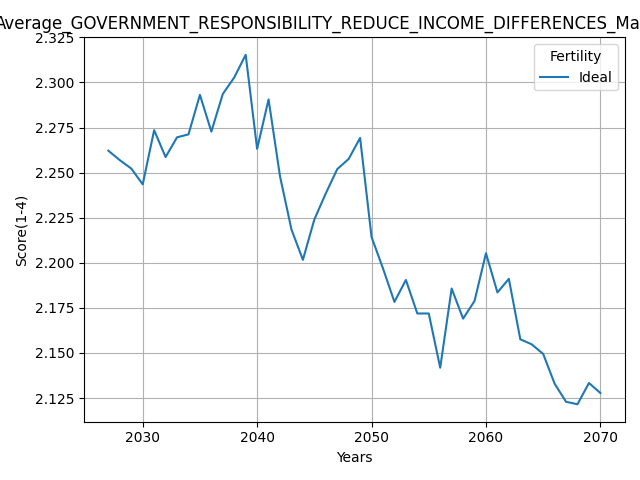 Average_GOVERNMENT_RESPONSIBILITY_REDUCE_INCOME_DIFFERENCES_Ma
2.325
2.300
2.275
2.250
2.225
2.200
2.175
2.150
2.125
Score(1-4)
Fertility
Ideal
2030 2040 2050 2060 2070
Years